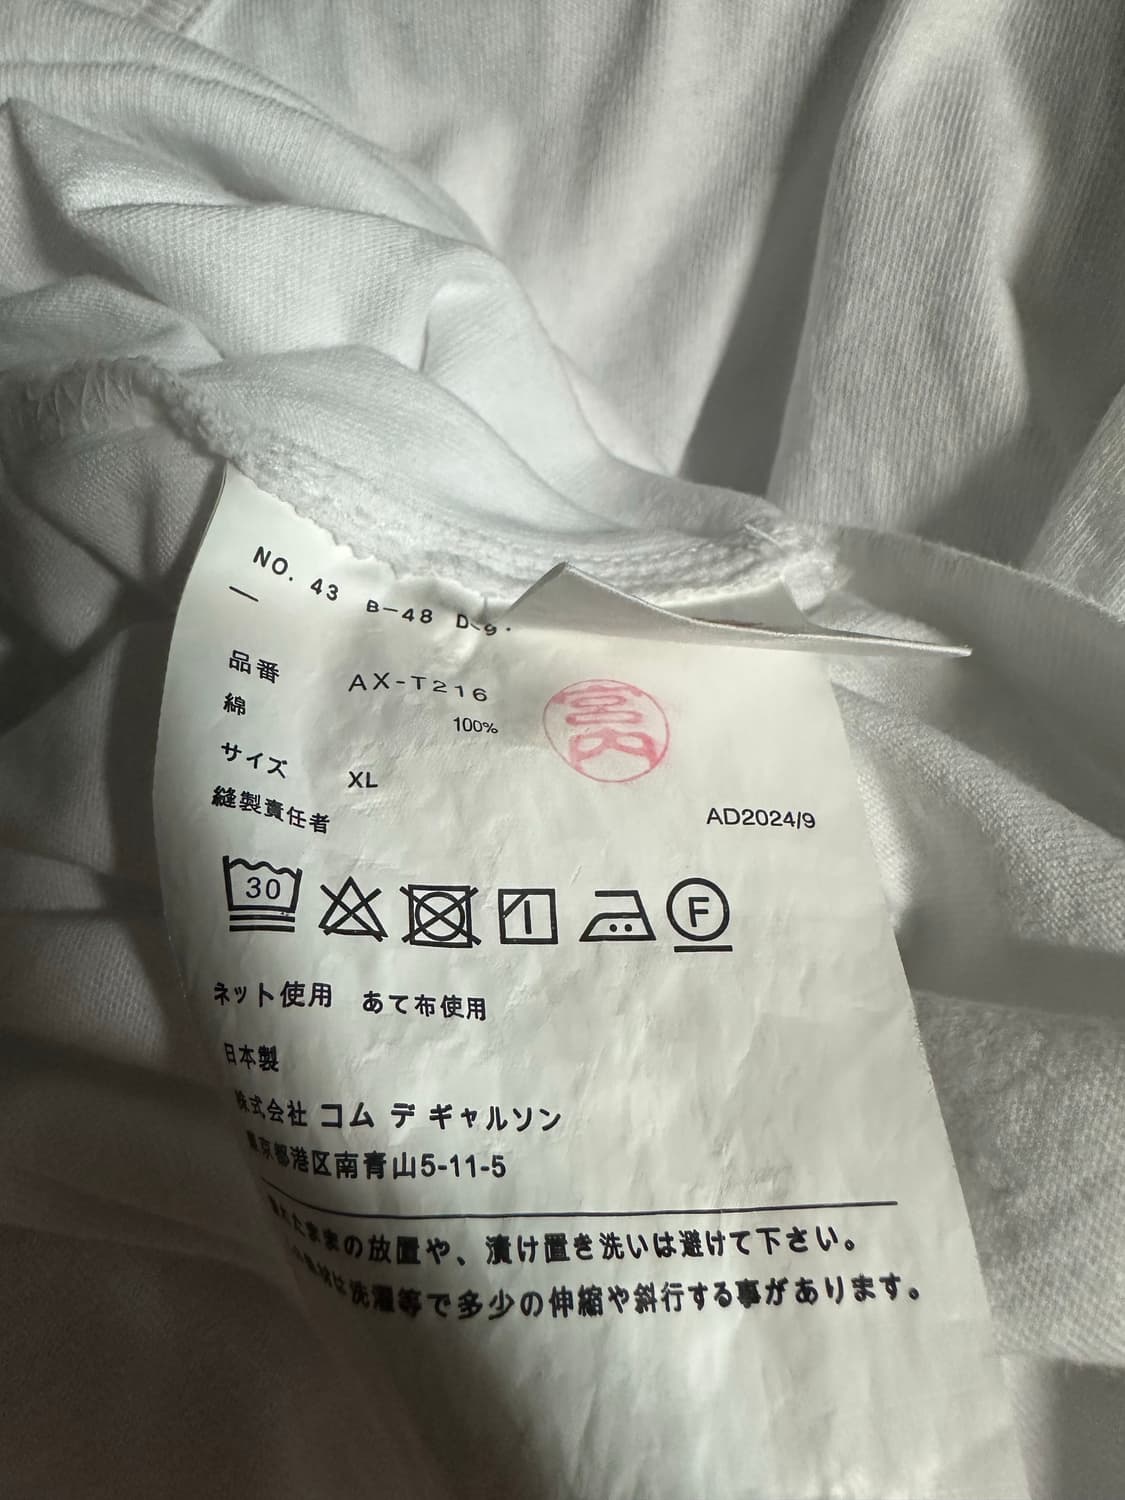 NO. 43 B-48 D-9
品番 AX-T216
綿 100%
サイズ XL
縫製責任者
AD2024/9
30
F
ネット使用 あて布使用
日本製
株式会社 コム デ ギャルソン
東京都港区南青山5-11-5
濡れたままの放置や、漬け置き洗いは避けて下さい。
は洗濯等で多少の伸縮や斜行する事があります。